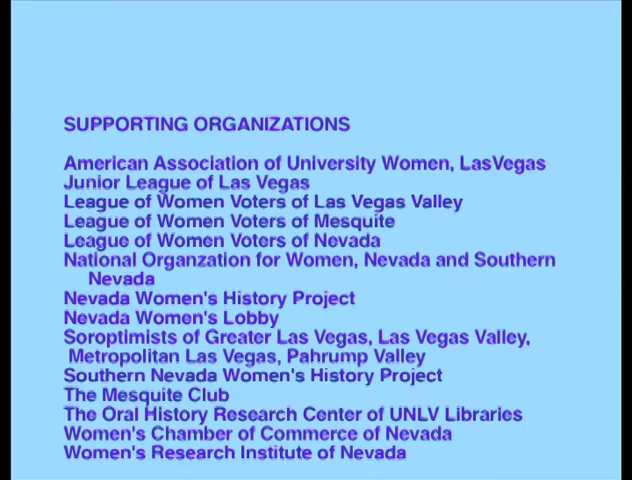 SUPPORTING ORGANIZATIONS
American Association of University Women, LasVegas
Junior League of Las Vegas
League of Women Voters of Las Vegas Valley
League of Women Voters of Mesquite
League of Women Voters of Nevada
National Organzation for Women, Nevada and Southern
Nevada
Nevada Women's History Project
Nevada Women's Lobby
Soroptimists of Greater Las Vegas, Las Vegas Valley,
Metropolitan Las Vegas, Pahrump Valley
Southern Nevada Women's History Project
The Mesquite Club
The Oral History Research Center of UNLV Libraries
Women's Chamber of Commerce of Nevada
Women's Research Institute of Nevada